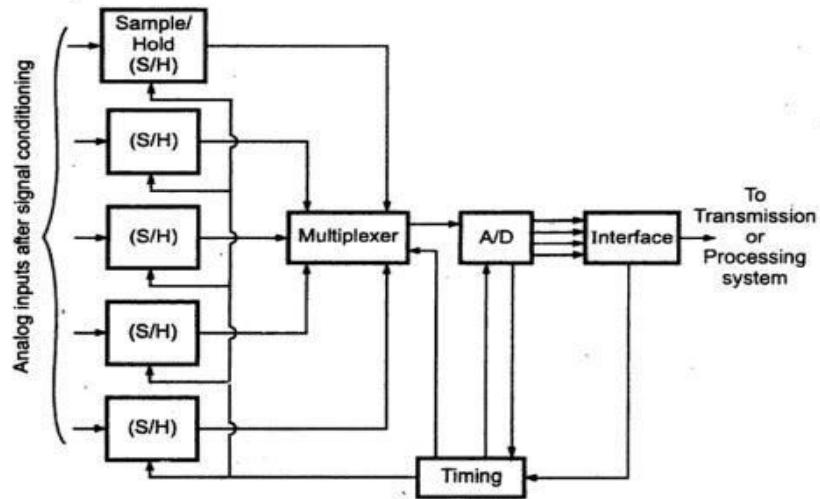 Analog inputs after signal conditioning
Sample/
Hold
(S/H)
(S/H)
(S/H)
(S/H)
(S/H)
Multiplexer
A/D
Interface
To
Transmission
or
Processing
system
Timing